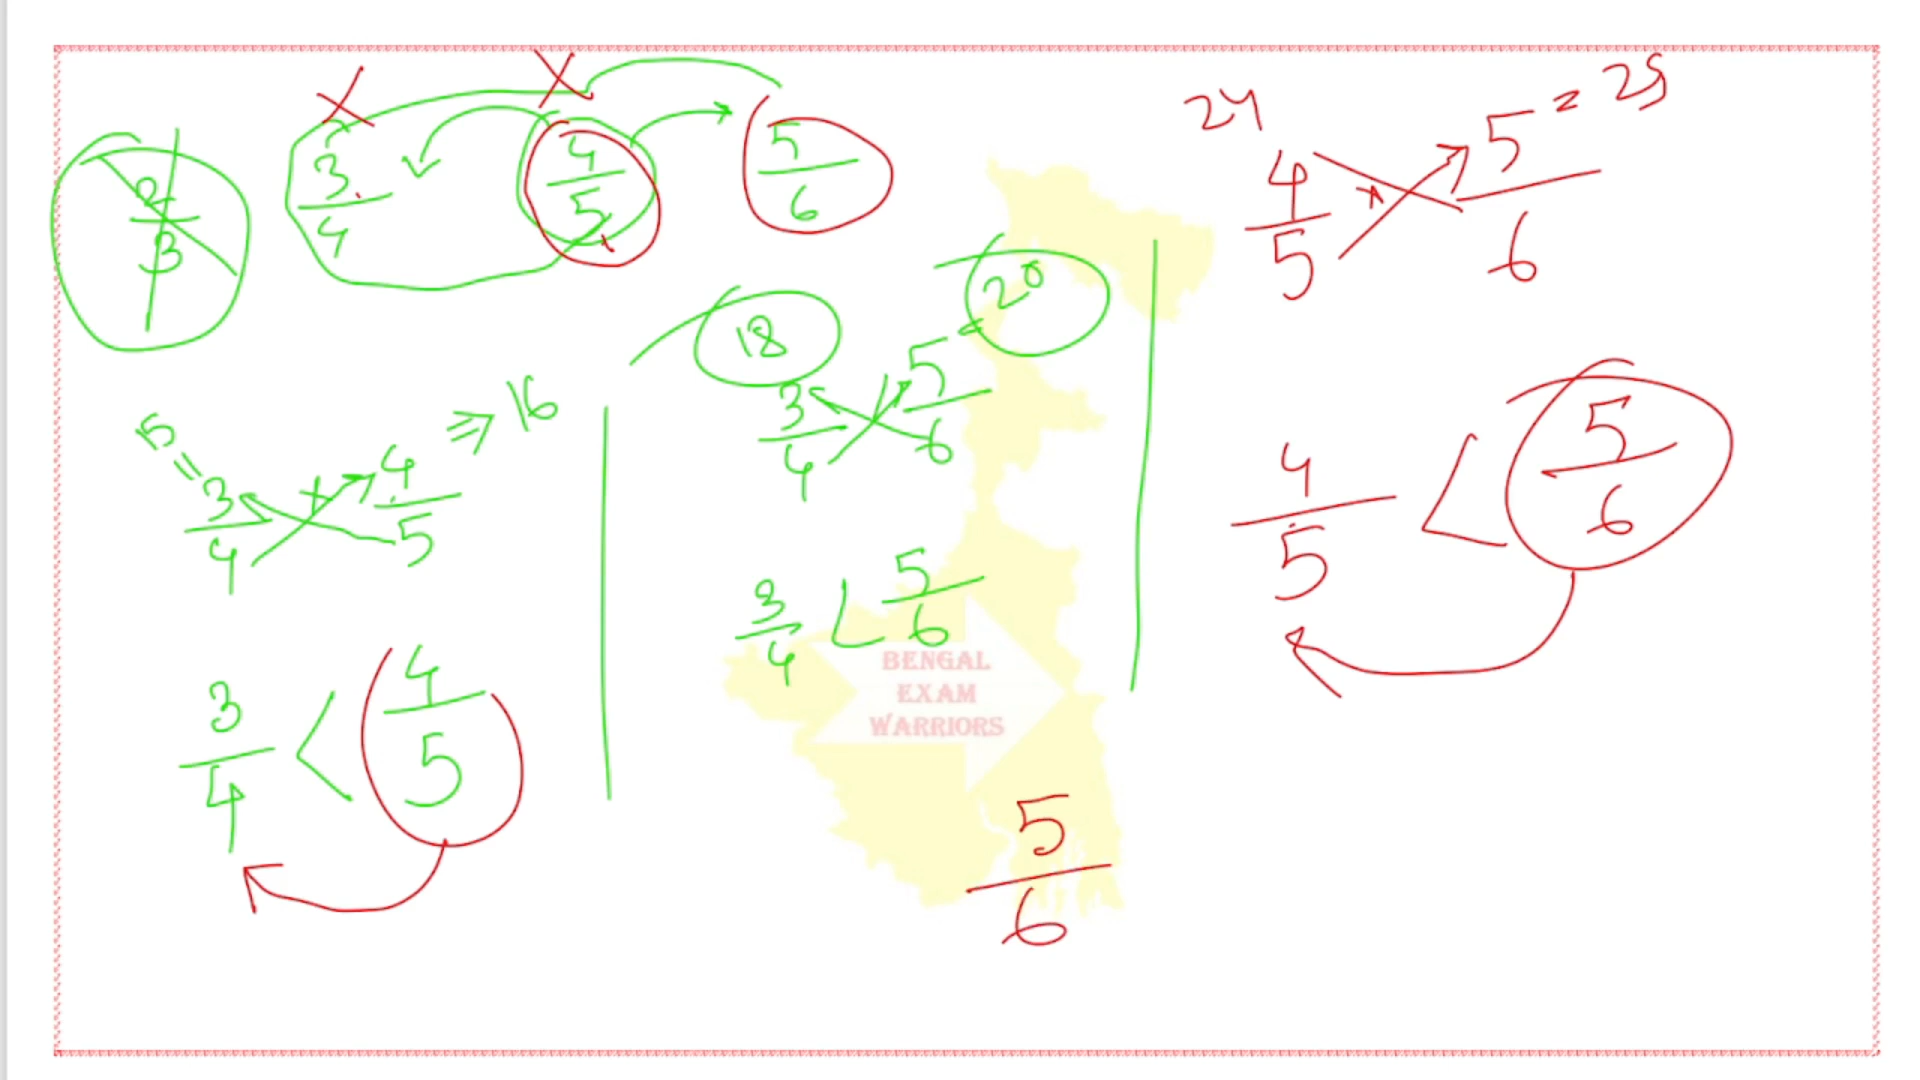 2/3 3/4 4/5 5/6
15 = 3/4 × 4/5 ⇒ 16
3/4 < 4/5
18 20
3/4 5/6 =
3/4 < 5/6
BENGAL
EXAM
WARRIORS
5/6
24 4/5 × 5/6 = 25
4/5 < 5/6